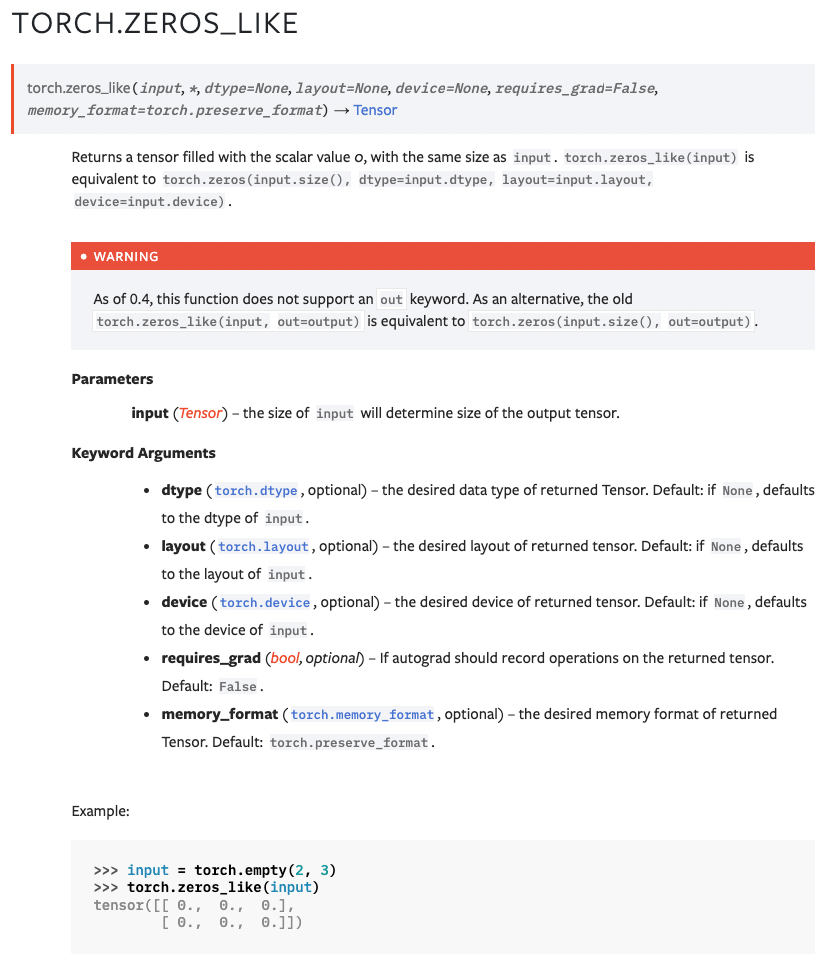 TORCH.ZEROS_LIKE
torch.zeros_like(input, *, dtype=None, layout=None, device=None, requires_grad=False,
memory_format=torch.preserve_format) → Tensor
Returns a tensor filled with the scalar value 0, with the same size as input. torch.zeros_like(input) is
equivalent to torch.zeros(input.size(), dtype=input.dtype, layout=input.layout,
device=input.device).
• WARNING
As of 0.4, this function does not support an out keyword. As an alternative, the old
torch.zeros_like(input, out=output) is equivalent to torch.zeros(input.size(), out=output).
Parameters
input (Tensor) – the size of input will determine size of the output tensor.
Keyword Arguments
• dtype (torch.dtype, optional) – the desired data type of returned Tensor. Default: if None, defaults
to the dtype of input.
• layout (torch.layout, optional) – the desired layout of returned tensor. Default: if None, defaults
to the layout of input.
• device (torch.device, optional) – the desired device of returned tensor. Default: if None, defaults
to the device of input.
• requires_grad (bool, optional) – If autograd should record operations on the returned tensor.
Default: False.
• memory_format (torch.memory_format, optional) – the desired memory format of returned
Tensor. Default: torch.preserve_format.
Example:
>>> input = torch.empty(2, 3)
>>> torch.zeros_like(input)
tensor([[ 0., 0., 0.],
[ 0., 0., 0.]])